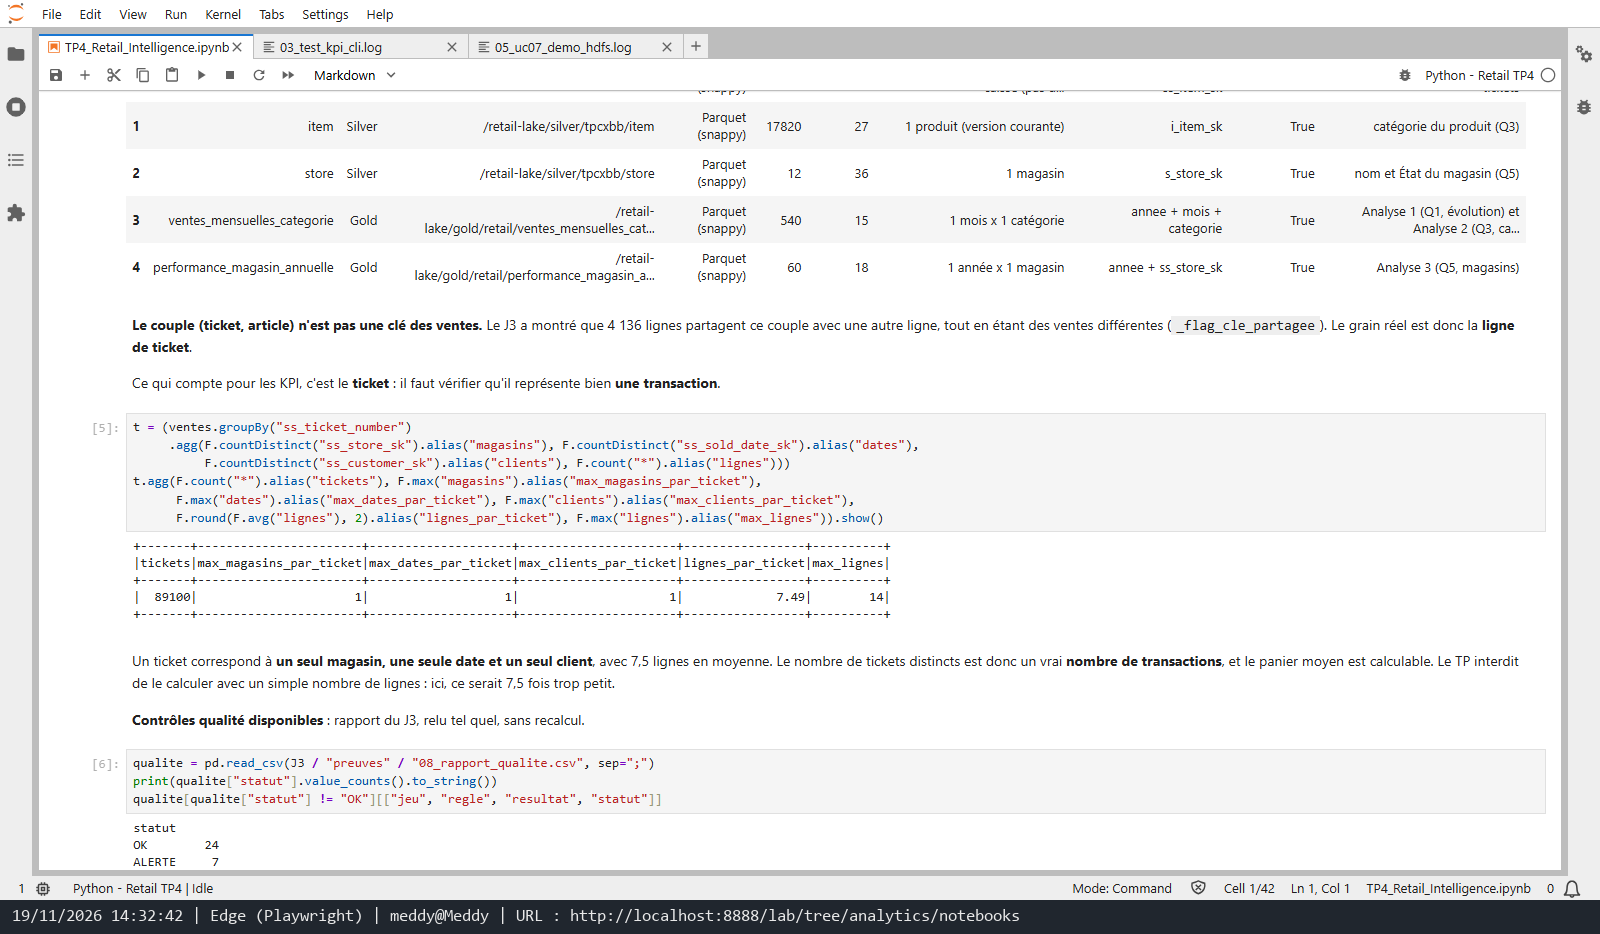 File Edit View Run Kernel Tabs Settings Help
TP4_Retail_Intelligence.ipynb 03_test_kpi_cli.log 05_uc07_demo_hdfs.log
Markdown Python - Retail TP4
1 item Silver /retail-lake/silver/tpcxbb/item Parquet (snappy) 17820 27 1 produit (version courante) i_item_sk True catégorie du produit (Q3)
2 store Silver /retail-lake/silver/tpcxbb/store Parquet (snappy) 12 36 1 magasin s_store_sk True nom et État du magasin (Q5)
3 ventes_mensuelles_categorie Gold /retail-lake/gold/retail/ventes_mensuelles_cat... Parquet (snappy) 540 15 1 mois x 1 catégorie annee + mois + categorie True Analyse 1 (Q1, évolution) et Analyse 2 (Q3, ca...
4 performance_magasin_annuelle Gold /retail-lake/gold/retail/performance_magasin_a... Parquet (snappy) 60 18 1 année x 1 magasin annee + ss_store_sk True Analyse 3 (Q5, magasins)
Le couple (ticket, article) n'est pas une clé des ventes. Le J3 a montré que 4 136 lignes partagent ce couple avec une autre ligne, tout en étant des ventes différentes ( _flag_cle_partagee ). Le grain réel est donc la ligne
de ticket.
Ce qui compte pour les KPI, c'est le ticket : il faut vérifier qu'il représente bien une transaction.
[5]: t = (ventes.groupBy("ss_ticket_number")
.agg(F.countDistinct("ss_store_sk").alias("magasins"), F.countDistinct("ss_sold_date_sk").alias("dates"),
F.countDistinct("ss_customer_sk").alias("clients"), F.count("*").alias("lignes")))
t.agg(F.count("*").alias("tickets"), F.max("magasins").alias("max_magasins_par_ticket"),
F.max("dates").alias("max_dates_par_ticket"), F.max("clients").alias("max_clients_par_ticket"),
F.round(F.avg("lignes"), 2).alias("lignes_par_ticket"), F.max("lignes").alias("max_lignes")).show()
+-------+-----------------------+--------------------+----------------------+-----------------+----------+
|tickets|max_magasins_par_ticket|max_dates_par_ticket|max_clients_par_ticket|lignes_par_ticket|max_lignes|
+-------+-----------------------+--------------------+----------------------+-----------------+----------+
|  89100|                      1|                   1|                     1|             7.49|        14|
+-------+-----------------------+--------------------+----------------------+-----------------+----------+
Un ticket correspond à un seul magasin, une seule date et un seul client, avec 7,5 lignes en moyenne. Le nombre de tickets distincts est donc un vrai nombre de transactions, et le panier moyen est calculable. Le TP interdit
de le calculer avec un simple nombre de lignes : ici, ce serait 7,5 fois trop petit.
Contrôles qualité disponibles : rapport du J3, relu tel quel, sans recalcul.
[6]: qualite = pd.read_csv(J3 / "preuves" / "08_rapport_qualite.csv", sep=";")
print(qualite["statut"].value_counts().to_string())
qualite[qualite["statut"] != "OK"][["jeu", "regle", "resultat", "statut"]]
statut
OK 24
ALERTE 7
1 Python - Retail TP4 | Idle Mode: Command Cell 1/42 Ln 1, Col 1 TP4_Retail_Intelligence.ipynb 0
19/11/2026 14:32:42 | Edge (Playwright) | meddy@Meddy | URL : http://localhost:8888/lab/tree/analytics/notebooks